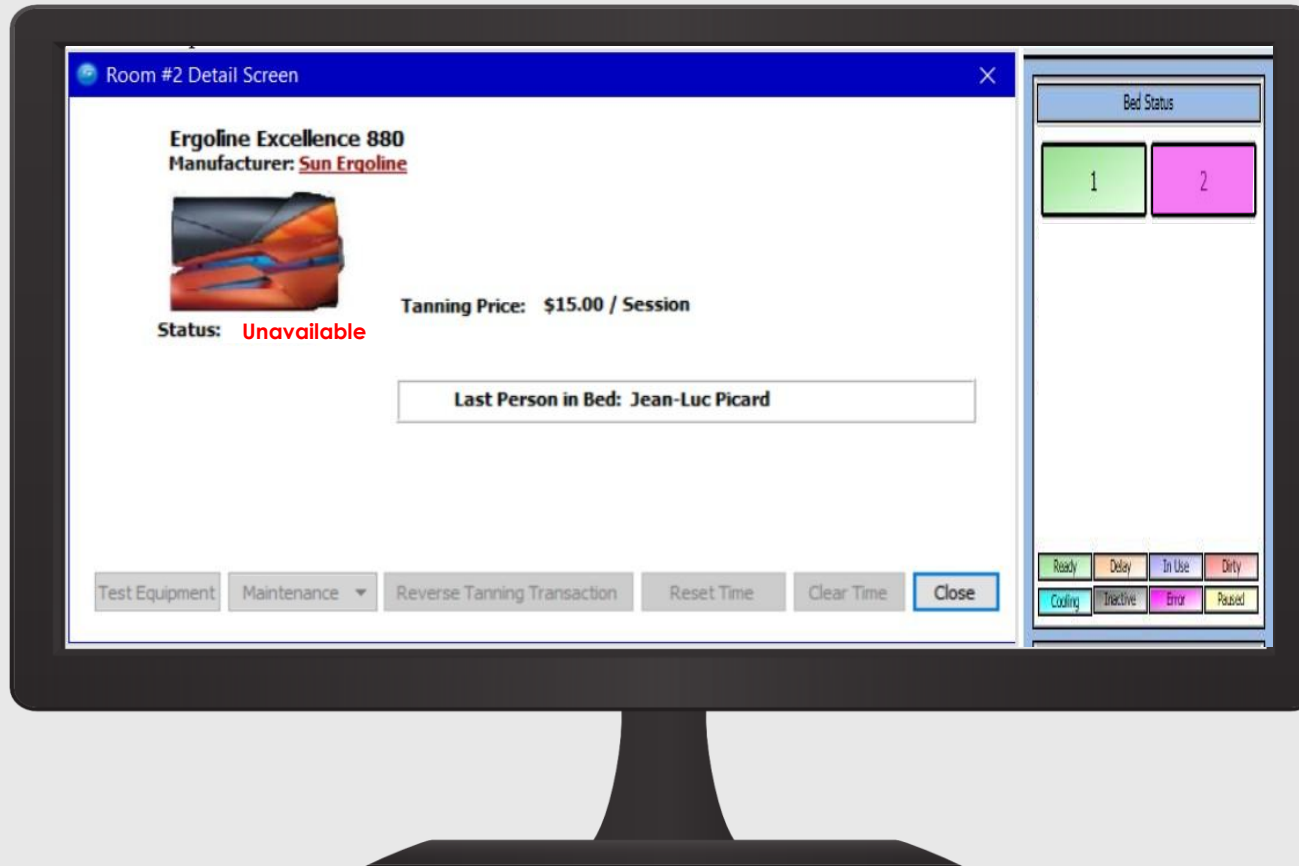 Room #2 Detail Screen
Ergoline Excellence 880
Manufacturer: Sun Ergoline
Status: Unavailable
Tanning Price: $15.00 / Session
Last Person in Bed: Jean-Luc Picard
Test Equipment
Maintenance
Reverse Tanning Transaction
Reset Time
Clear Time
Close
Bed Status
1
2
Ready
Delay
In Use
Dirty
Cooling
Inactive
Error
Paused